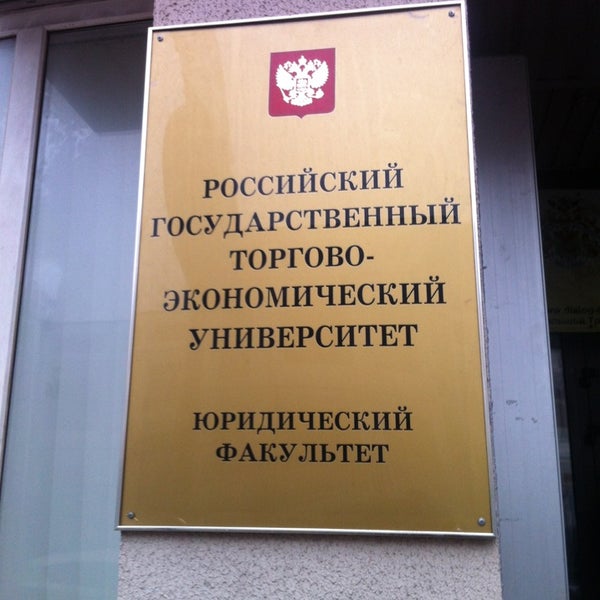 РОССИЙСКИЙ
ГОСУДАРСТВЕННЫЙ
ТОРГОВО-
ЭКОНОМИЧЕСКИЙ
УНИВЕРСИТЕТ
ЮРИДИЧЕСКИЙ
ФАКУЛЬТЕТ